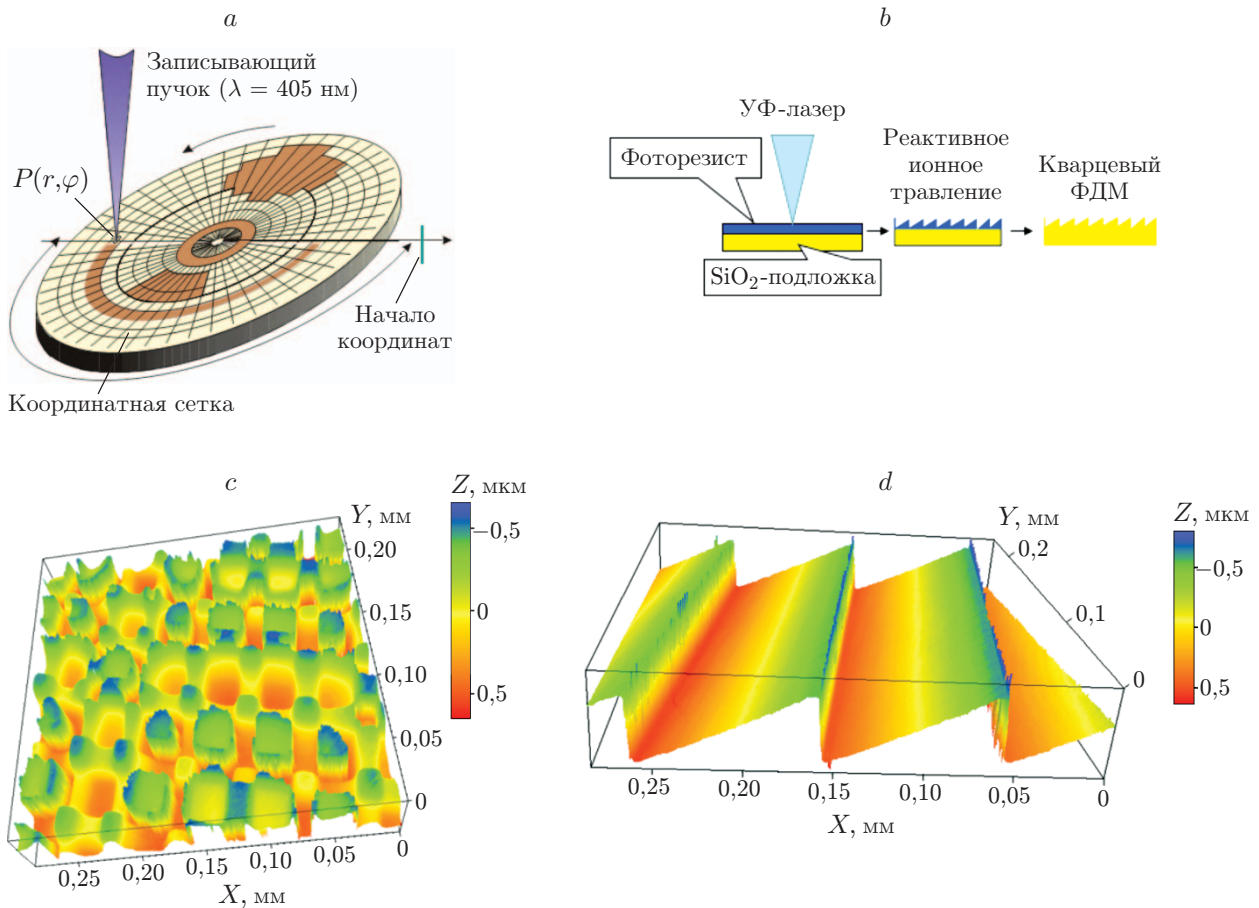 a
Записывающий
пучок (λ = 405 нм)
P(r,φ)
Начало
координат
Координатная сетка
b
УФ-лазер
Фоторезист
SiO₂-подложка
Реактивное
ионное
травление
Кварцевый
ФДМ
c
Z, мкм
−0,5
0
0,5
Y, мм
0,20
0,15
0,10
0,05
0
0,25
0,20
0,15
0,10
0,05
0
X, мм
d
Z, мкм
−0,5
0
0,5
Y, мм
0,2
0,1
0
0,25
0,20
0,15
0,10
0,05
0
X, мм